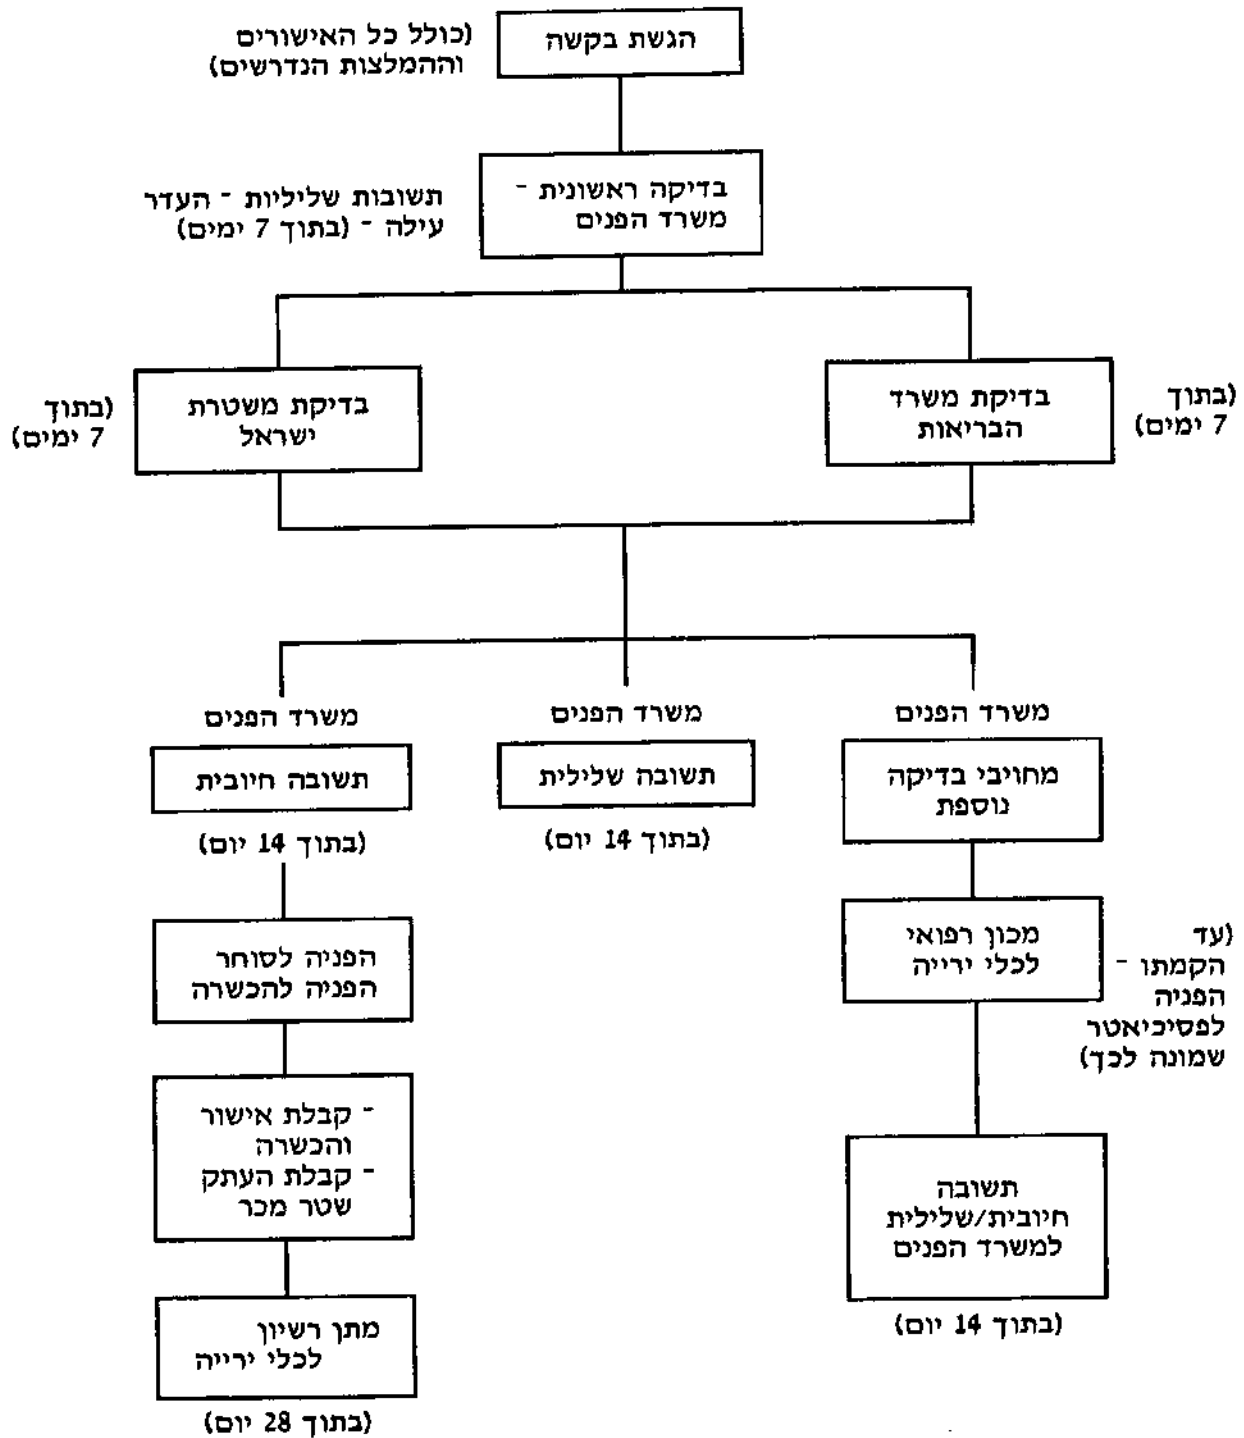 הגשת בקשה
(כולל כל האישורים
וההמלצות הנדרשים)
בדיקה ראשונית -
משרד הפנים
תשובות שליליות - העדר
עילה - (בתוך 7 ימים)
בדיקת משרד
הבריאות
(בתוך
7 ימים)
בדיקת משטרת
ישראל
(בתוך
7 ימים)
משרד הפנים
מחויבי בדיקה
נוספת
מכון רפואי
לכלי ירייה
(עד
הקמתו -
הפניה
לפסיכיאטר
שמונה לכך)
תשובה
חיובית/שלילית
למשרד הפנים
(בתוך 14 יום)
משרד הפנים
תשובה שלילית
(בתוך 14 יום)
משרד הפנים
תשובה חיובית
(בתוך 14 יום)
הפניה לסוחר
הפניה להכשרה
- קבלת אישור
והכשרה
- קבלת העתק
שטר מכר
מתן רשיון
לכלי ירייה
(בתוך 28 יום)